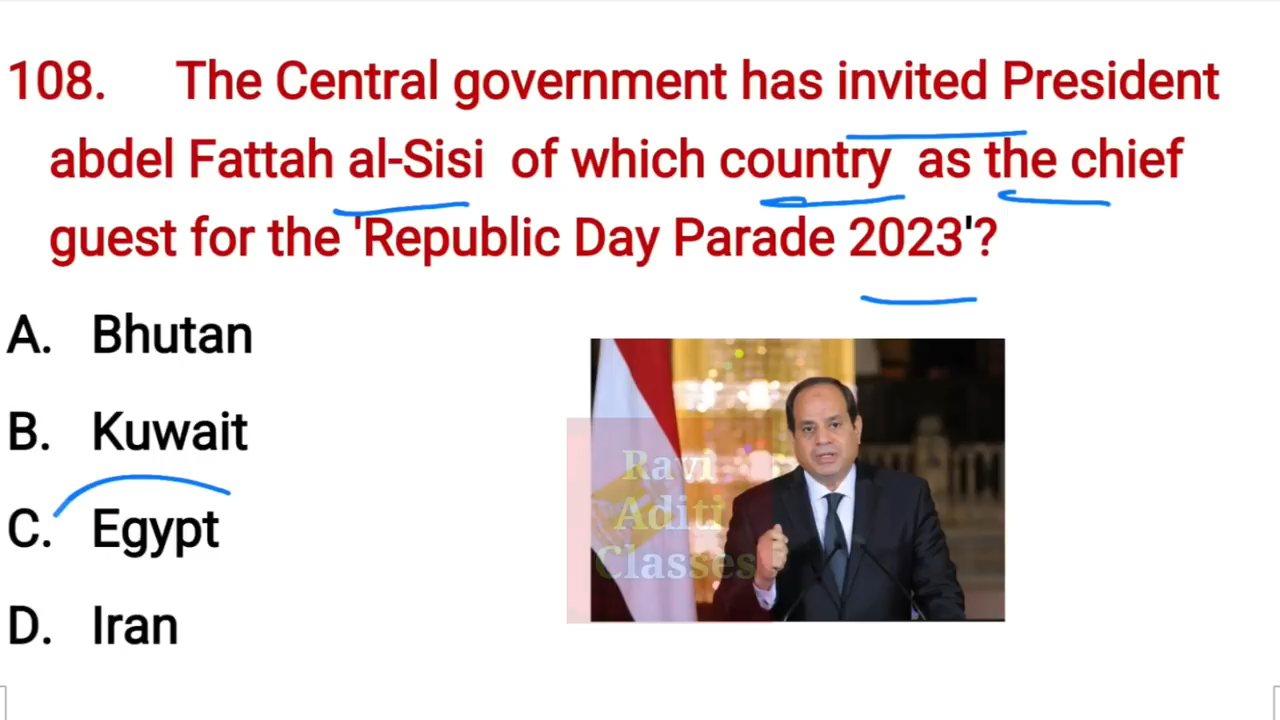 108. The Central government has invited President
abdel Fattah al-Sisi of which country as the chief
guest for the 'Republic Day Parade 2023'?
A. Bhutan
B. Kuwait
C. Egypt
D. Iran
Ravi
Aditi
Classes